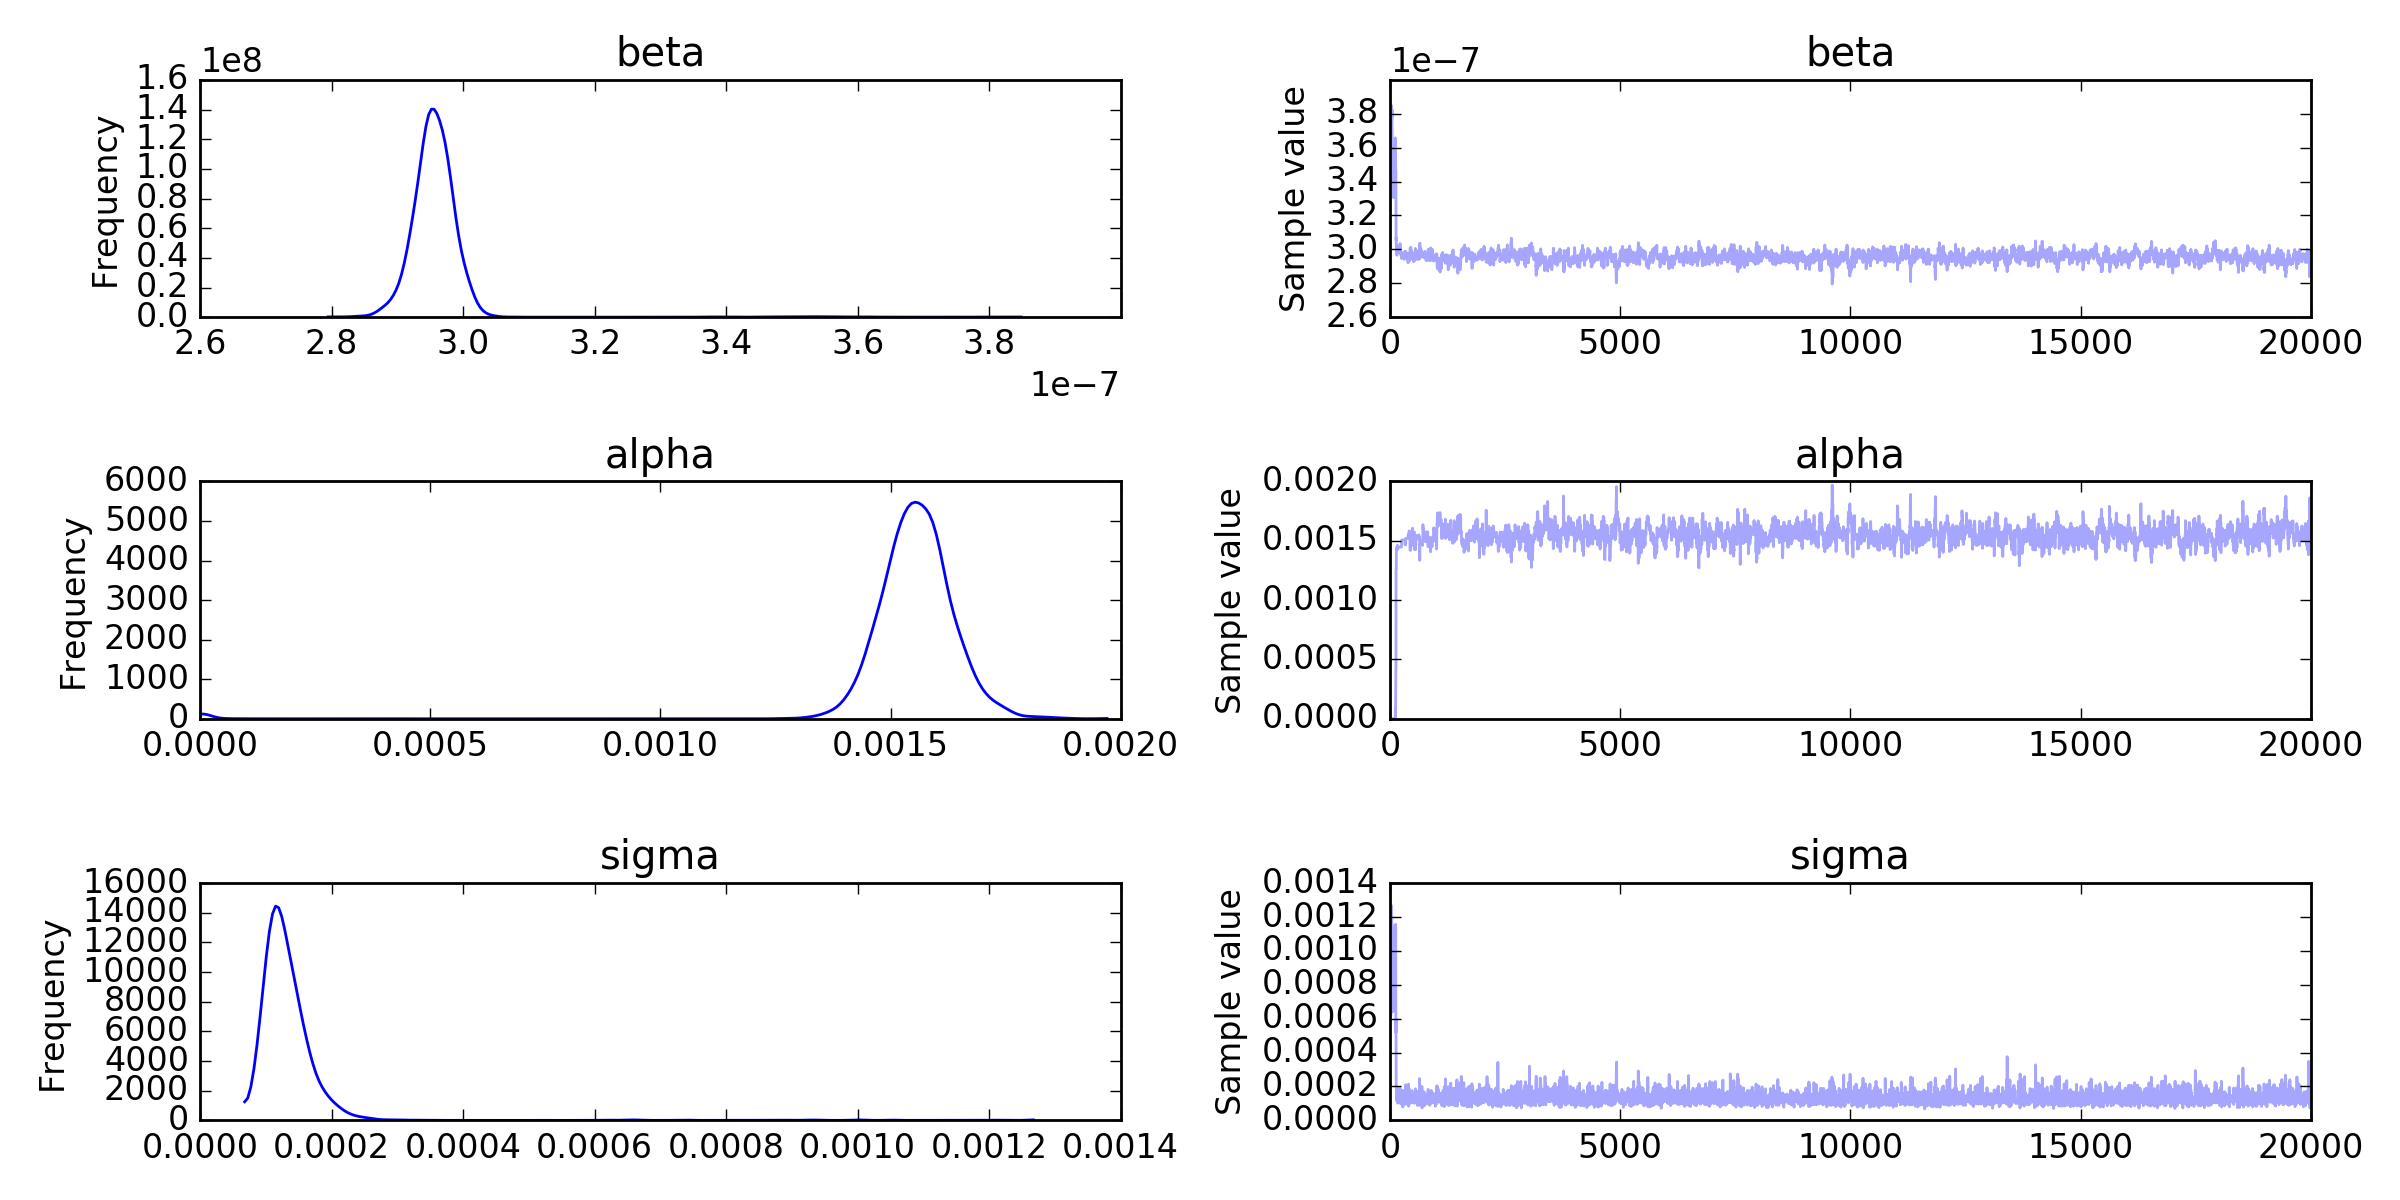 beta
1e8
Frequency
1.6
1.4
1.2
1.0
0.8
0.6
0.4
0.2
0.0
2.6 2.8 3.0 3.2 3.4 3.6 3.8
1e−7
beta
1e−7
Sample value
3.8
3.6
3.4
3.2
3.0
2.8
2.6
0 5000 10000 15000 20000
alpha
Frequency
6000
5000
4000
3000
2000
1000
0
0.0000 0.0005 0.0010 0.0015 0.0020
alpha
Sample value
0.0020
0.0015
0.0010
0.0005
0.0000
0 5000 10000 15000 20000
sigma
Frequency
16000
14000
12000
10000
8000
6000
4000
2000
0
0.0000 0.0002 0.0004 0.0006 0.0008 0.0010 0.0012 0.0014
sigma
Sample value
0.0014
0.0012
0.0010
0.0008
0.0006
0.0004
0.0002
0.0000
0 5000 10000 15000 20000